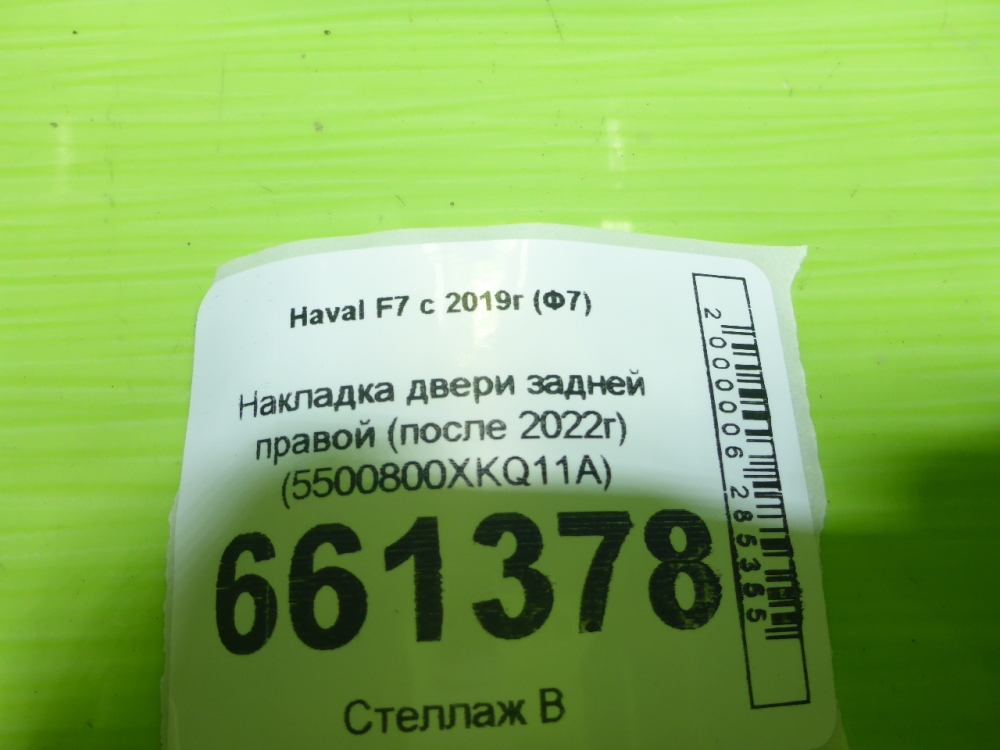 Haval F7 с 2019г (Ф7)
Накладка двери задней
правой (после 2022г)
(5500800XKQ11A)
661378
Стеллаж В
2000006285355